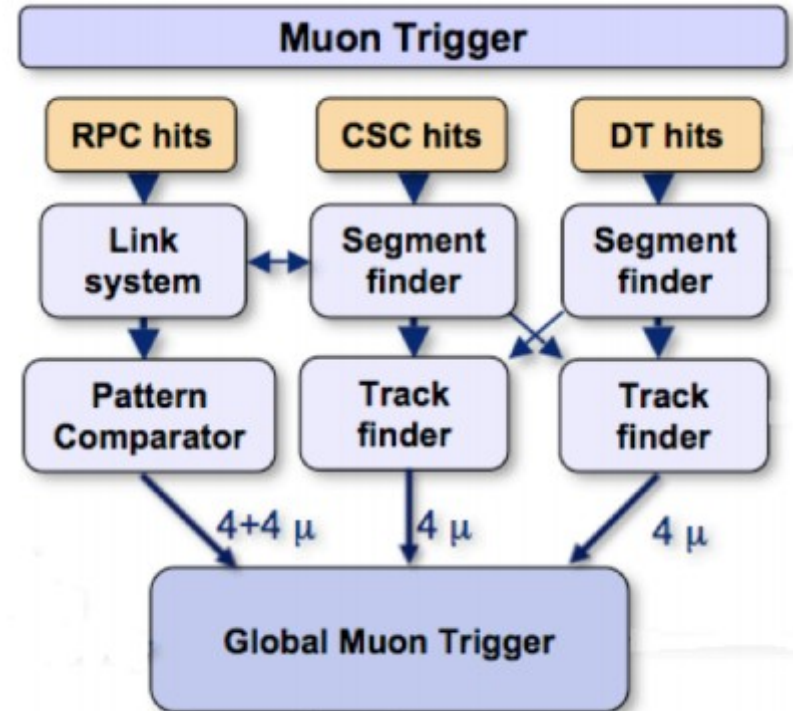 Muon Trigger
RPC hits
CSC hits
DT hits
Link
system
Segment
finder
Segment
finder
Pattern
Comparator
Track
finder
Track
finder
4+4 μ
4 μ
4 μ
Global Muon Trigger